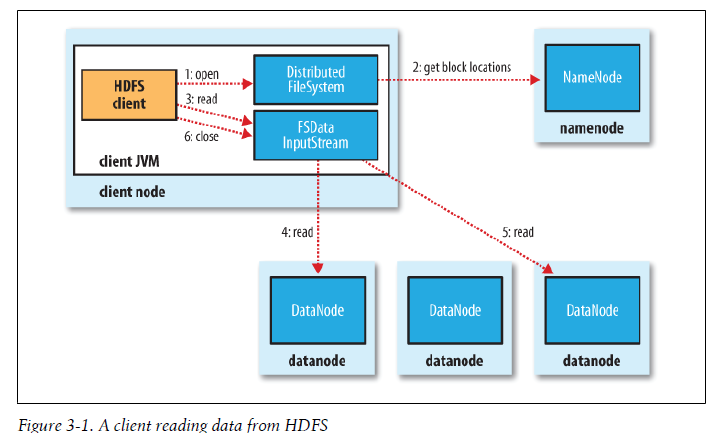 1: open
Distributed
FileSystem
2: get block locations
NameNode
HDFS
client
3: read
FSData
InputStream
6: close
namenode
client JVM
client node
4: read
5: read
DataNode
DataNode
DataNode
datanode
datanode
datanode
Figure 3-1. A client reading data from HDFS